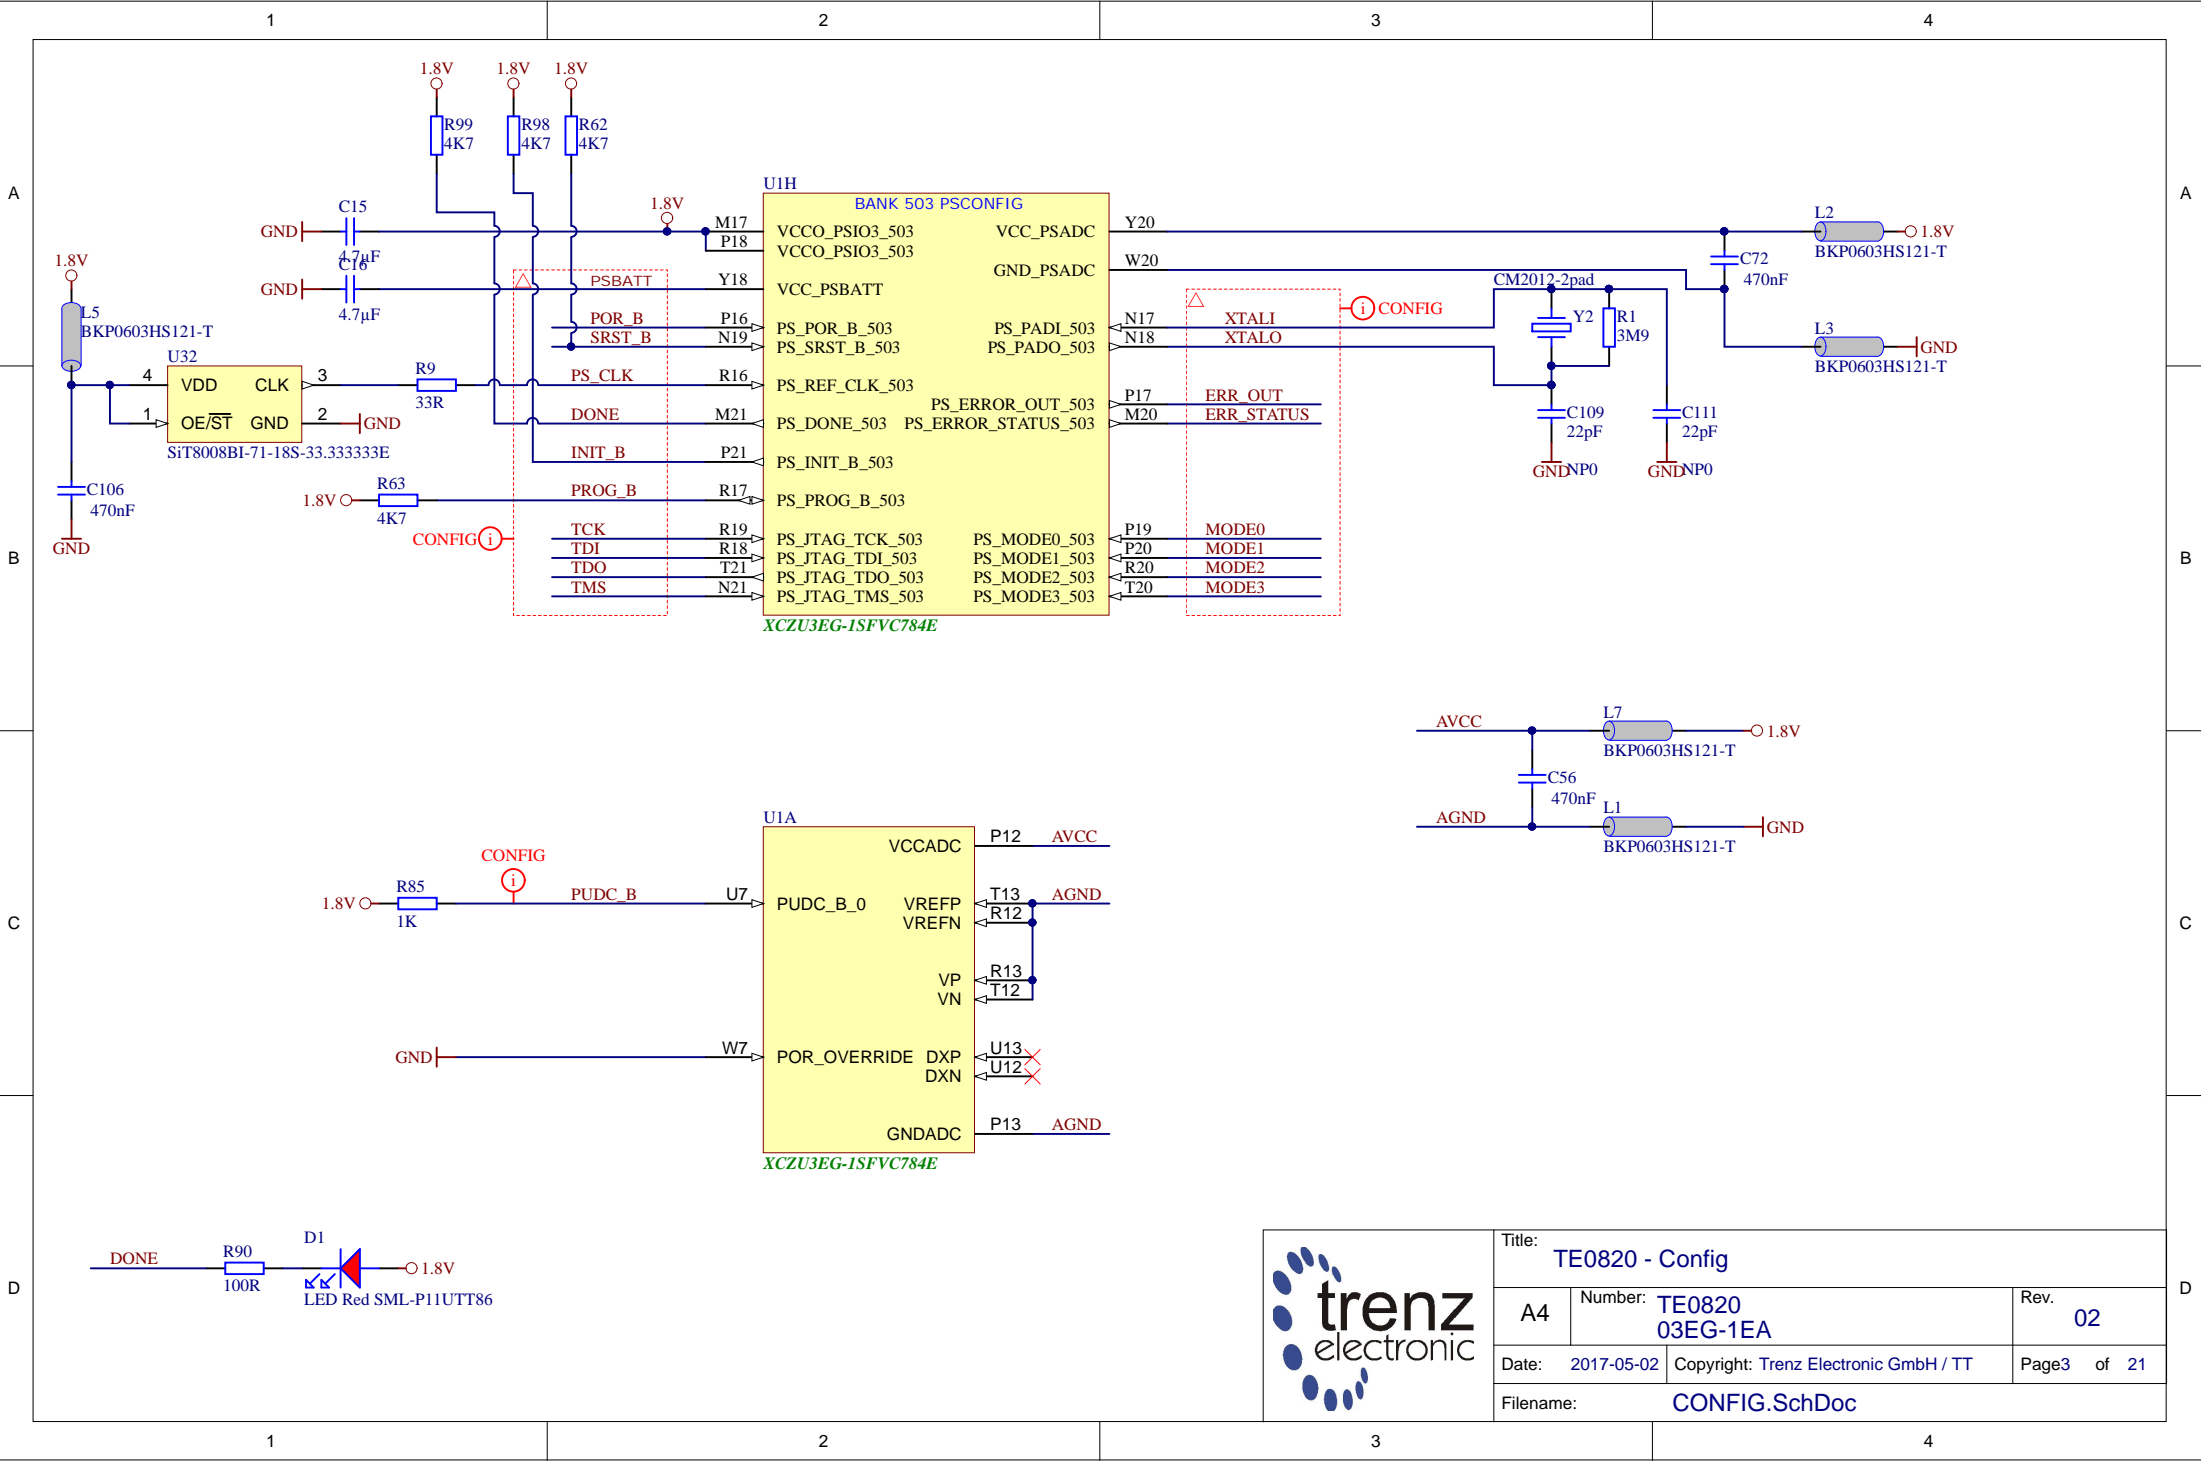 1 2 3 4
A
B
C
D
A
B
C
D
1.8V 1.8V 1.8V
R99
4K7
R98
4K7
R62
4K7
C15
4.7µF
GND
1.8V
C16
4.7µF
GND
1.8V
L5
BKP0603HS121-T
U32
4 VDD CLK 3
1 OE/ST GND 2
GND
SiT8008BI-71-18S-33.333333E
C106
470nF
GND
R9
33R
1.8V
R63
4K7
CONFIG i
PSBATT
POR_B
SRST_B
PS_CLK
DONE
INIT_B
PROG_B
TCK
TDI
TDO
TMS
U1H
BANK 503 PSCONFIG
M17 VCCO_PSIO3_503
P18 VCCO_PSIO3_503
Y18 VCC_PSBATT
P16 PS_POR_B_503
N19 PS_SRST_B_503
R16 PS_REF_CLK_503
M21 PS_DONE_503
P21 PS_INIT_B_503
R17 PS_PROG_B_503
R19 PS_JTAG_TCK_503
R18 PS_JTAG_TDI_503
T21 PS_JTAG_TDO_503
N21 PS_JTAG_TMS_503
VCC_PSADC Y20
GND_PSADC W20
PS_PADI_503 N17 XTALI
PS_PADO_503 N18 XTALO
PS_ERROR_OUT_503 P17 ERR_OUT
PS_ERROR_STATUS_503 M20 ERR_STATUS
PS_MODE0_503 P19 MODE0
PS_MODE1_503 P20 MODE1
PS_MODE2_503 R20 MODE2
PS_MODE3_503 T20 MODE3
XCZU3EG-1SFVC784E
i CONFIG
CM2012-2pad
Y2
R1
3M9
C109
22pF
GND NP0
C111
22pF
GND NP0
C72
470nF
L2
BKP0603HS121-T
1.8V
L3
BKP0603HS121-T
GND
AVCC
L7
BKP0603HS121-T
1.8V
C56
470nF
AGND
L1
BKP0603HS121-T
GND
U1A
CONFIG
i
1.8V
R85
1K
PUDC_B
U7 PUDC_B_0
GND
W7 POR_OVERRIDE
VCCADC P12 AVCC
VREFP T13 AGND
VREFN R12
VP R13
VN T12
DXP U13
DXN U12
GNDADC P13 AGND
XCZU3EG-1SFVC784E
DONE
R90
100R
D1
1.8V
LED Red SML-P11UTT86
trenz
electronic
Title:
TE0820 - Config
A4
Number: TE0820
03EG-1EA
Rev.
02
Date: 2017-05-02 Copyright: Trenz Electronic GmbH / TT Page3 of 21
Filename: CONFIG.SchDoc
1 2 3 4